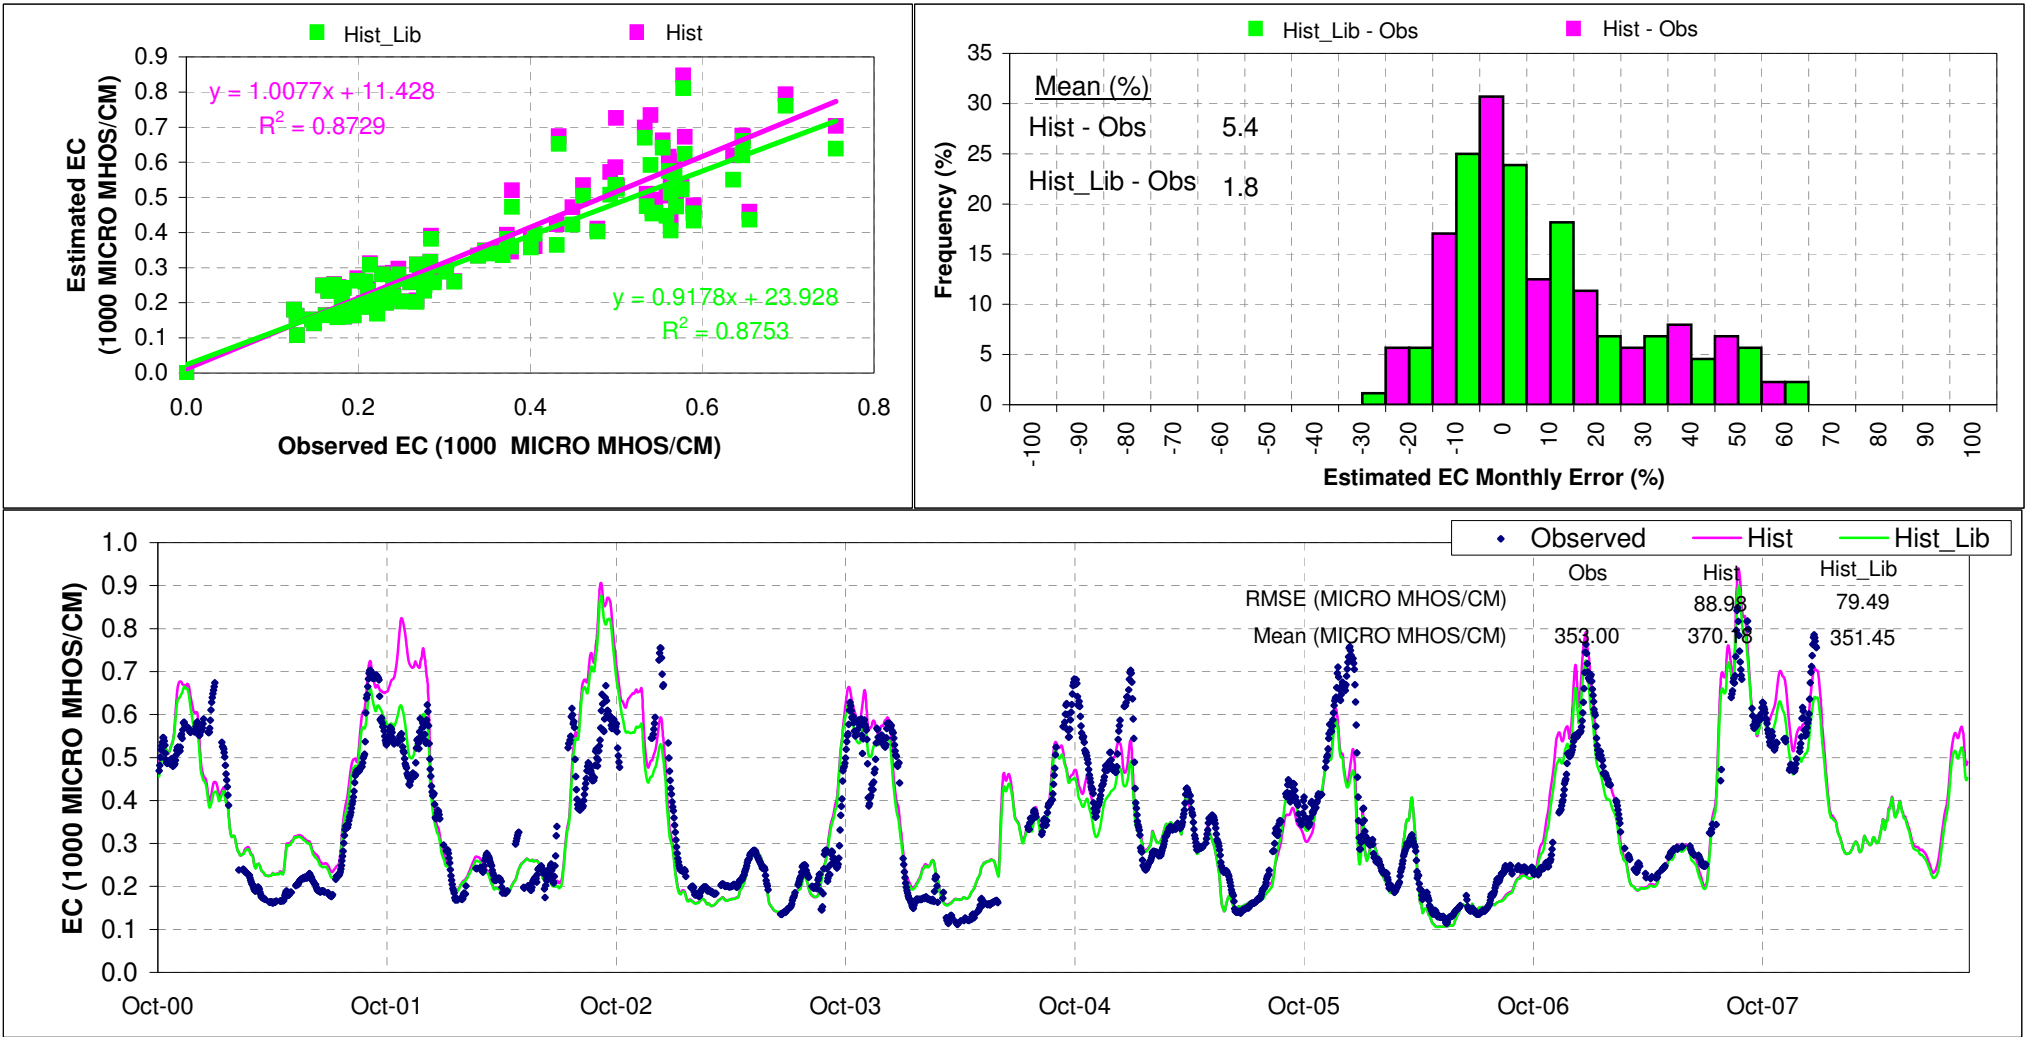 Hist_Lib Hist
0.9
0.8
0.7
0.6
0.5
0.4
0.3
0.2
0.1
0.0
Estimated EC
(1000 MICRO MHOS/CM)
y = 1.0077x + 11.428
R2 = 0.8729
y = 0.9178x + 23.928
R2 = 0.8753
0.0 0.2 0.4 0.6 0.8
Observed EC (1000 MICRO MHOS/CM)
Hist_Lib - Obs Hist - Obs
35
30
25
20
15
10
5
0
Frequency (%)
Mean (%)
Hist - Obs 5.4
Hist_Lib - Obs 1.8
-100 -90 -80 -70 -60 -50 -40 -30 -20 -10 0 10 20 30 40 50 60 70 80 90 100
Estimated EC Monthly Error (%)
Observed Hist Hist_Lib
Obs Hist Hist_Lib
RMSE (MICRO MHOS/CM) 88.98 79.49
Mean (MICRO MHOS/CM) 353.00 370.18 351.45
1.0
0.9
0.8
0.7
0.6
0.5
0.4
0.3
0.2
0.1
0.0
EC (1000 MICRO MHOS/CM)
Oct-00 Oct-01 Oct-02 Oct-03 Oct-04 Oct-05 Oct-06 Oct-07